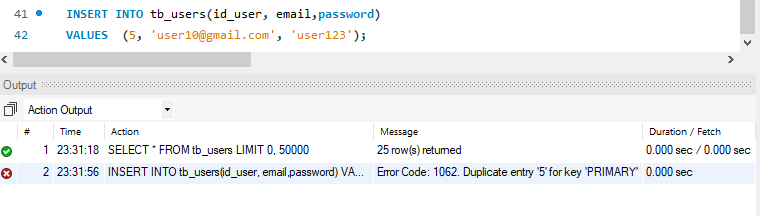 41 INSERT INTO tb_users(id_user, email,password)
42 VALUES (5, 'user10@gmail.com', 'user123');
Output
Action Output
# Time Action Message Duration / Fetch
1 23:31:18 SELECT * FROM tb_users LIMIT 0, 50000 25 row(s) returned 0.000 sec / 0.000 sec
2 23:31:56 INSERT INTO tb_users(id_user, email,password) VA... Error Code: 1062. Duplicate entry '5' for key 'PRIMARY' 0.000 sec